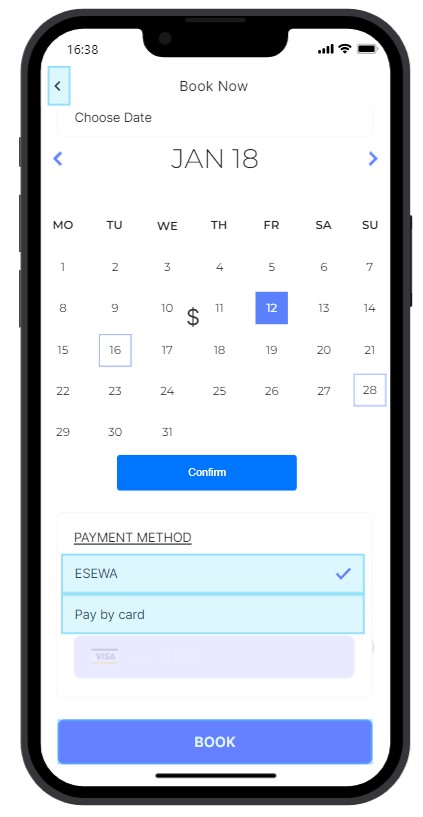 16:38
Book Now
Choose Date
JAN 18
MO TU WE TH FR SA SU
1 2 3 4 5 6 7
8 9 10 $ 11 12 13 14
15 16 17 18 19 20 21
22 23 24 25 26 27 28
29 30 31
Confirm
PAYMENT METHOD
ESEWA
Pay by card
VISA
BOOK